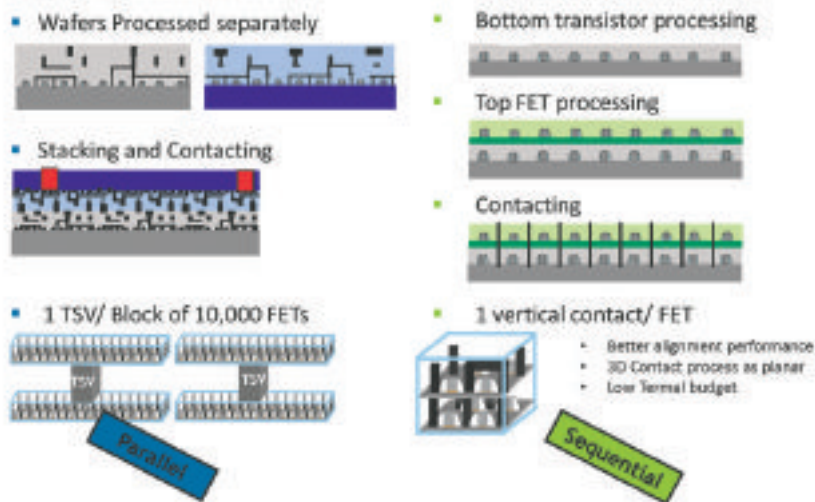 Wafers Processed separately
Stacking and Contacting
1 TSV/ Block of 10,000 FETs
TSV
TSV
Parallel
Bottom transistor processing
Top FET processing
Contacting
1 vertical contact/ FET
Better alignment performance
3D Contact process as planar
Low Termal budget
Sequential